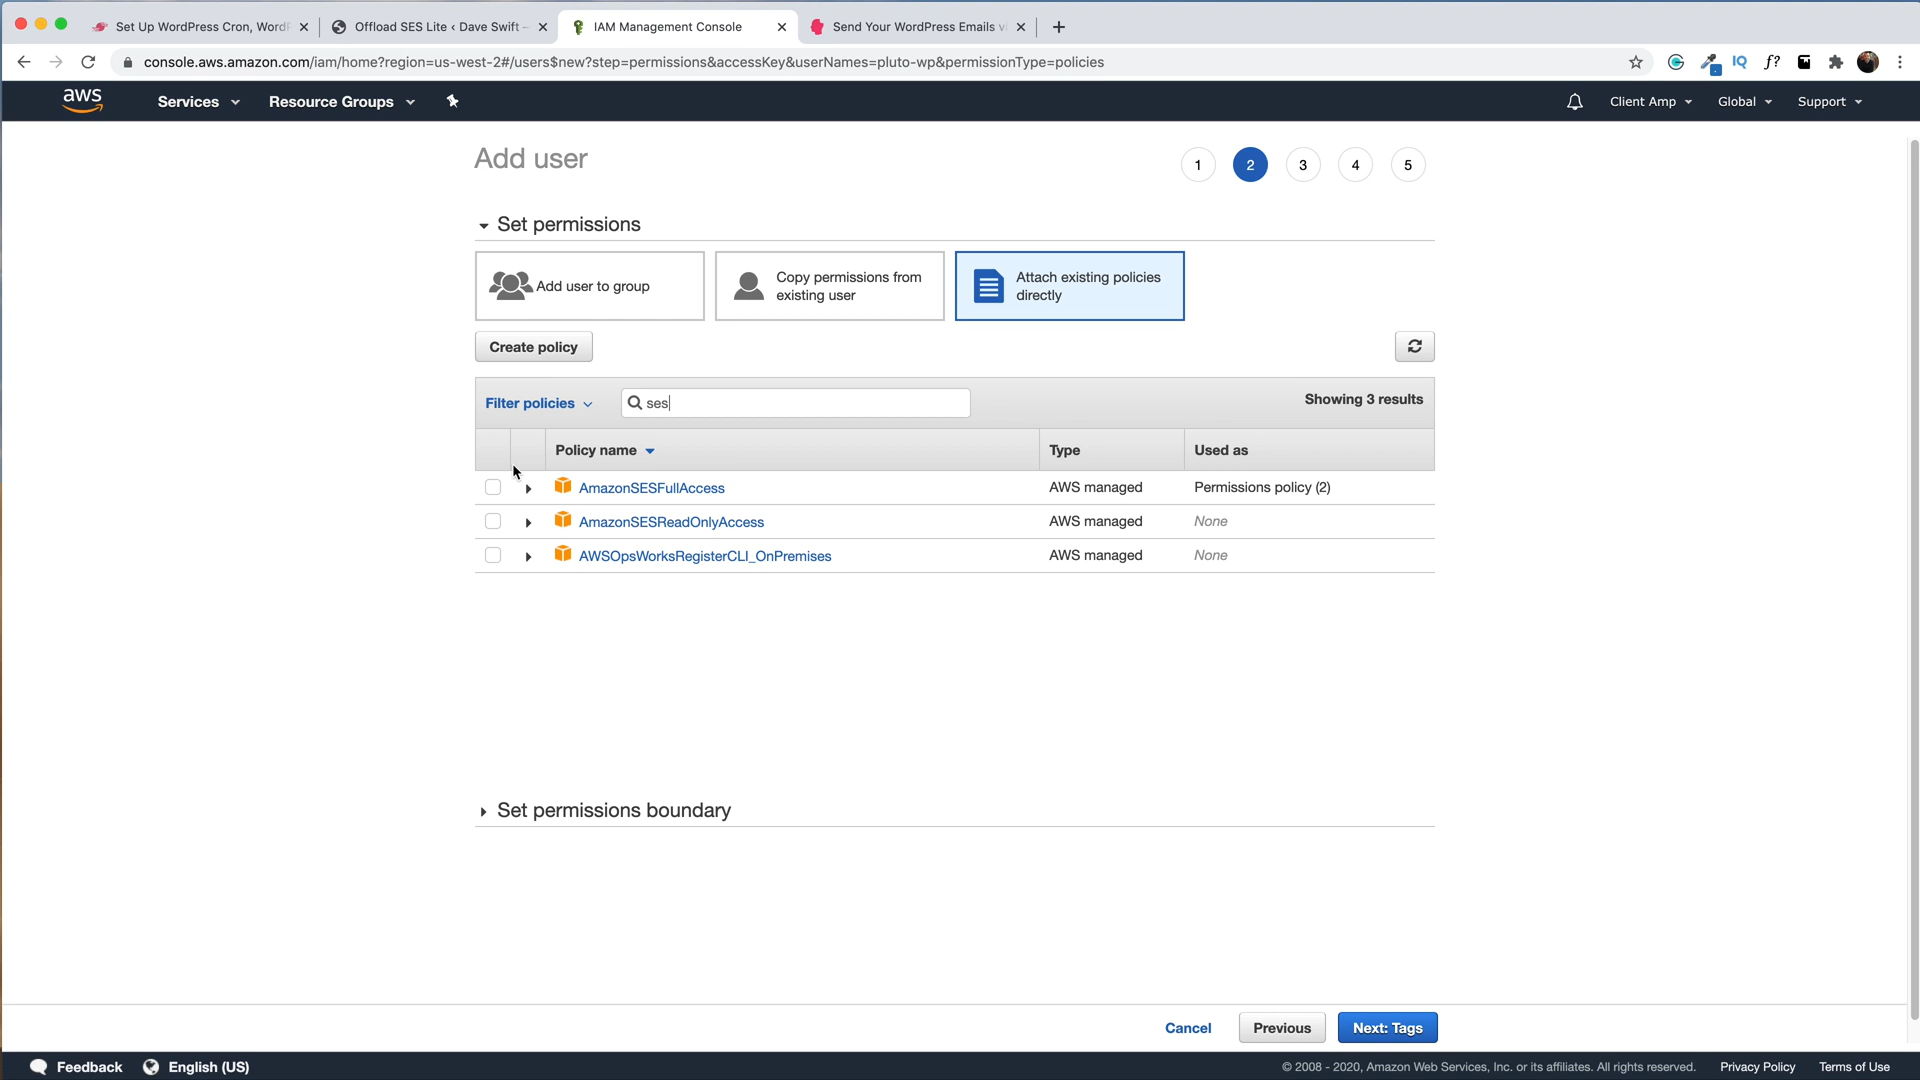 Set Up WordPress Cron, WordP
Offload SES Lite ‹ Dave Swift –
IAM Management Console
Send Your WordPress Emails vi
console.aws.amazon.com/iam/home?region=us-west-2#/users$new?step=permissions&accessKey&userNames=pluto-wp&permissionType=policies
IQ
f?
aws
Services
Resource Groups
Client Amp
Global
Support
Add user
1
2
3
4
5
Set permissions
Add user to group
Copy permissions from
existing user
Attach existing policies
directly
Create policy
Filter policies
ses
Showing 3 results
Policy name
Type
Used as
AmazonSESFullAccess
AWS managed
Permissions policy (2)
AmazonSESReadOnlyAccess
AWS managed
None
AWSOpsWorksRegisterCLI_OnPremises
AWS managed
None
Set permissions boundary
Cancel
Previous
Next: Tags
Feedback
English (US)
© 2008 - 2020, Amazon Web Services, Inc. or its affiliates. All rights reserved.
Privacy Policy
Terms of Use